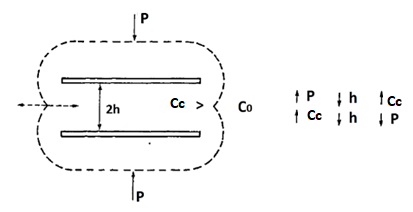 P
2h
Cc > C0
P
↑ P ↓ h ↑ Cc
↑ Cc ↓ h ↓ P